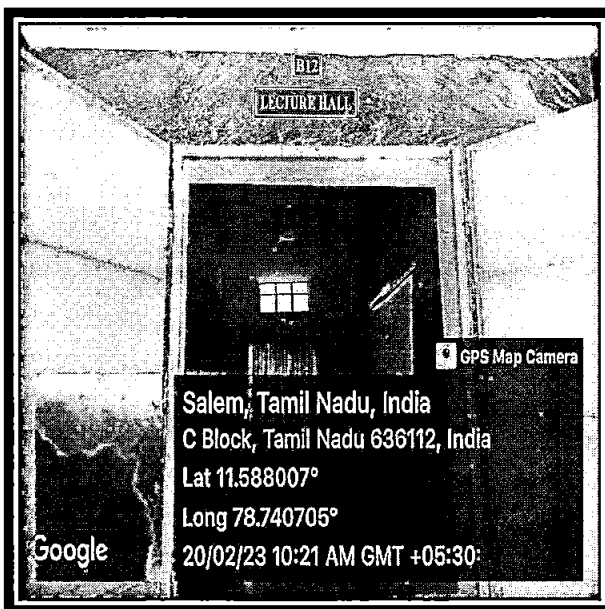 B12
LECTURE HALL
GPS Map Camera
Salem, Tamil Nadu, India
C Block, Tamil Nadu 636112, India
Lat 11.588007°
Long 78.740705°
20/02/23 10:21 AM GMT +05:30
Google